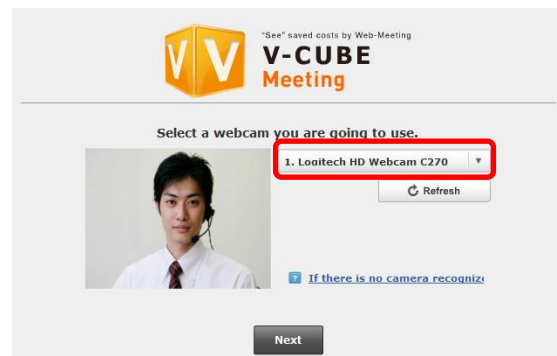 "See" saved costs by Web-Meeting
V-CUBE
Meeting
Select a webcam you are going to use.
1. Logitech HD Webcam C270
Refresh
? If there is no camera
Next